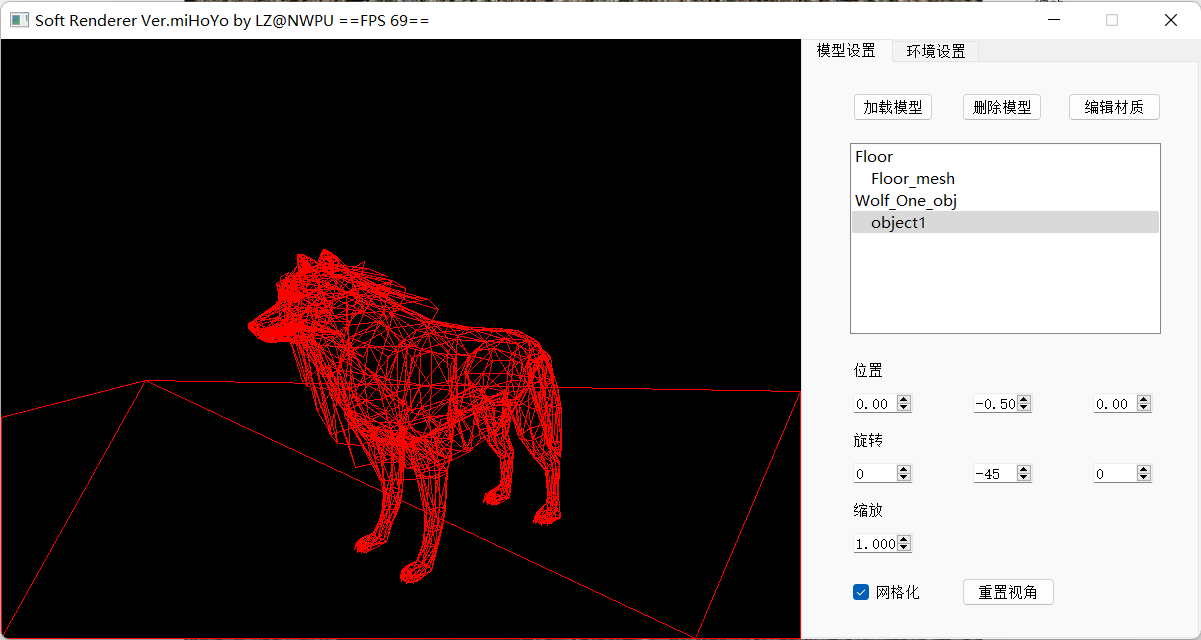 Soft Renderer Ver.miHoYo by LZ@NWPU ==FPS 69==
模型设置 环境设置
加载模型 删除模型 编辑材质
Floor
Floor_mesh
Wolf_One_obj
object1
位置
0.00 -0.50 0.00
旋转
0 -45 0
缩放
1.000
网格化 重置视角